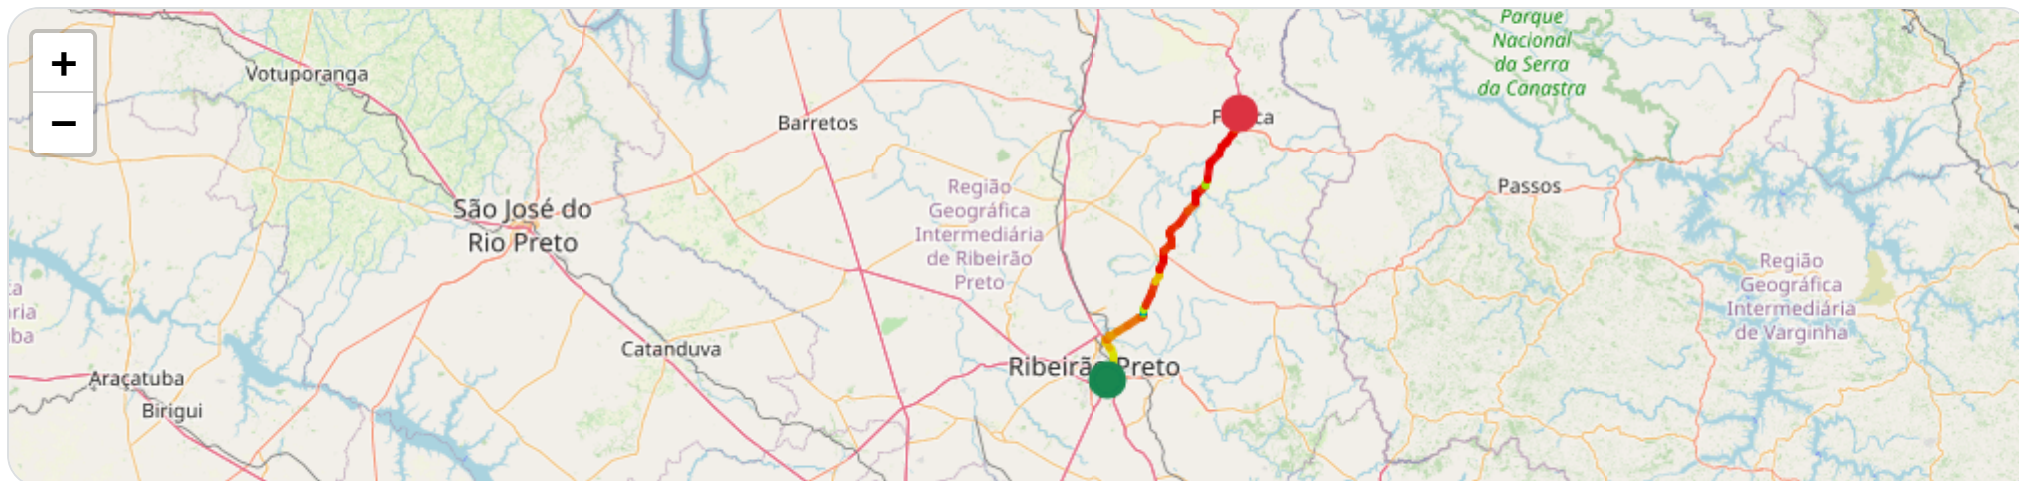 +
−
Votuporanga
São José do
Rio Preto
Barretos
Catanduva
Araçatuba
Birigui
Região
Geográfica
Intermediária
de Ribeirão
Preto
Preto
Passos
Parque
Nacional
da Serra
da Canastra
Região
Geográfica
Intermediária
de Varginha